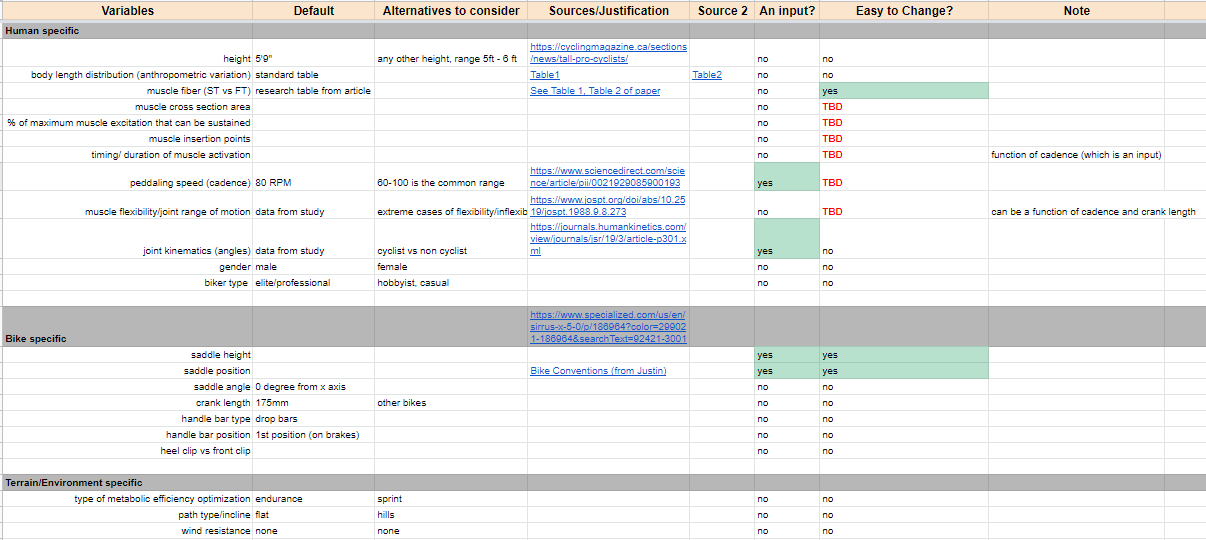 Variables Default Alternatives to consider Sources/Justification Source 2 An input? Easy to Change? Note
Human specific
height 5'9" any other height, range 5ft - 6 ft https://cyclingmagazine.ca/sections/news/tall-pro-cyclists/ no no
body length distribution (anthropometric variation) standard table Table1 Table2 no no
muscle fiber (ST vs FT) research table from article See Table 1, Table 2 of paper no yes
muscle cross section area no TBD
% of maximum muscle excitation that can be sustained no TBD
muscle insertion points no TBD
timing/ duration of muscle activation no TBD function of cadence (which is an input)
peddaling speed (cadence) 80 RPM 60-100 is the common range https://www.sciencedirect.com/science/article/pii/0021929085900193 yes TBD
muscle flexibility/joint range of motion data from study extreme cases of flexibility/inflexib https://www.jospt.org/doi/abs/10.2519/jospt.1988.9.8.273 no TBD can be a function of cadence and crank length
joint kinematics (angles) data from study cyclist vs non cyclist https://journals.humankinetics.com/view/journals/jsr/19/3/article-p301.xml yes no
gender male female no no
biker type elite/professional hobbyist, casual no no
Bike specific https://www.specialized.com/us/en/sirrus-x-5-0/p/186964?color=299021-186964&searchText=92421-3001
saddle height yes yes
saddle position Bike Conventions (from Justin) yes yes
saddle angle 0 degree from x axis no no
crank length 175mm other bikes no no
handle bar type drop bars no no
handle bar position 1st position (on brakes) no no
heel clip vs front clip no no
Terrain/Environment specific
type of metabolic efficiency optimization endurance sprint no no
path type/incline flat hills no no
wind resistance none none no no